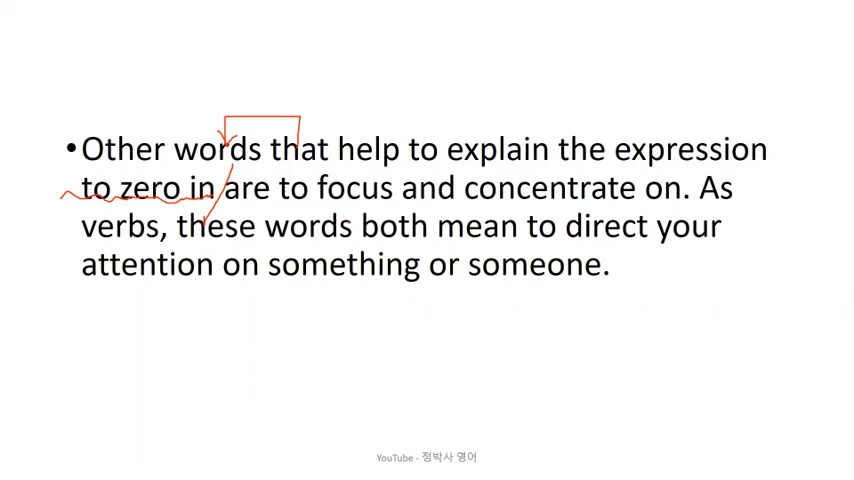 •Other words that help to explain the expression
to zero in are to focus and concentrate on. As
verbs, these words both mean to direct your
attention on something or someone.
YouTube - 정박사 영어